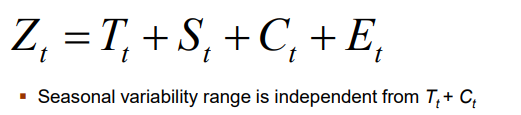 Z_t = T_t + S_t + C_t + E_t
▪ Seasonal variability range is independent from T_t + C_t